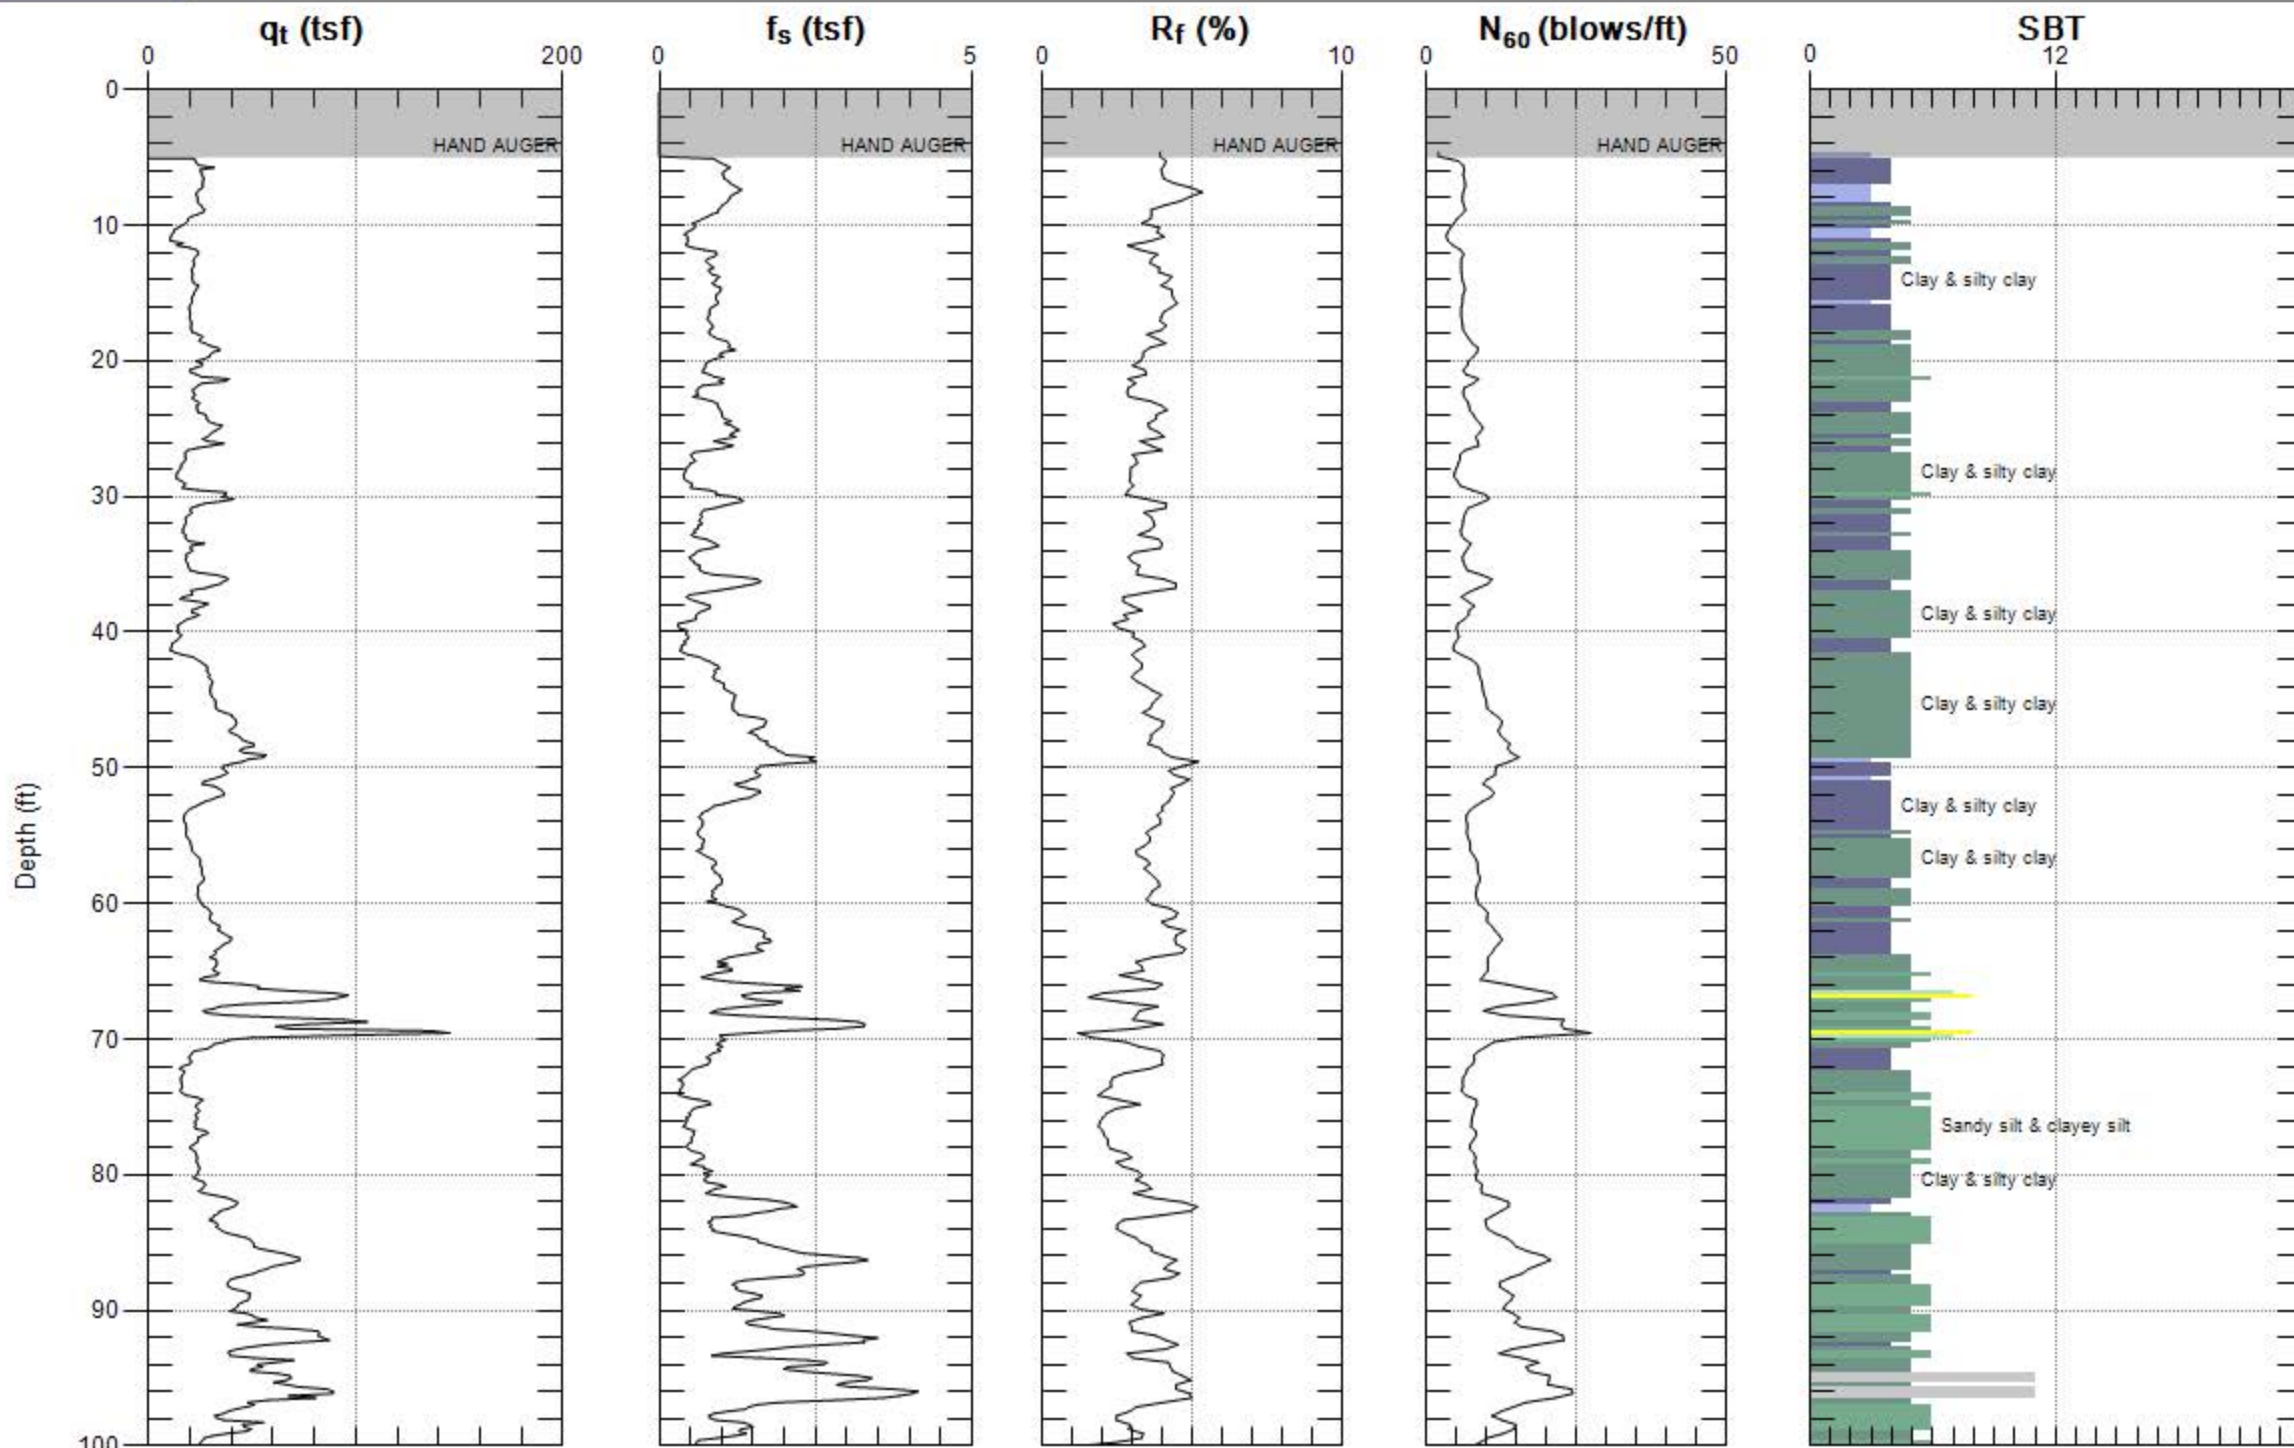 qt (tsf) fs (tsf) Rf (%) N60 (blows/ft) SBT
0 200 0 5 0 10 0 50 0 12
0
HAND AUGER HAND AUGER HAND AUGER HAND AUGER
10
Clay & silty clay
20
Clay & silty clay
30
Clay & silty clay
40
Clay & silty clay
50
Clay & silty clay
Depth (ft)
Clay & silty clay
60
70
Sandy silt & clayey silt
80
Clay & silty clay
90
100